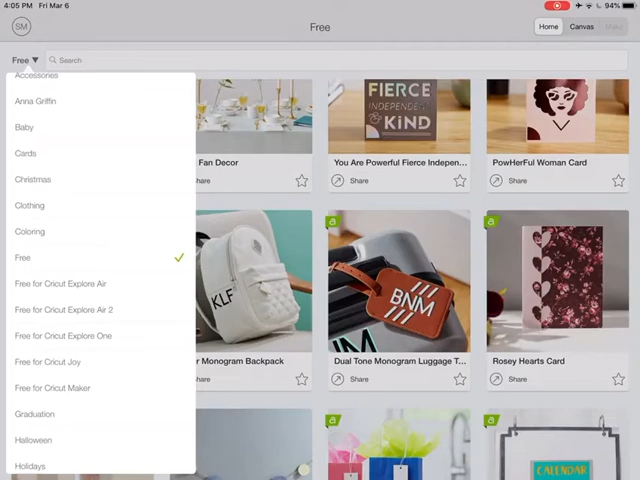 4:05 PM Fri Mar 6
94%
SM
Free
Home
Canvas
Make
Free ▼
Search
Accessories
Anna Griffin
Baby
Cards
Christmas
Clothing
Coloring
Free
Free for Cricut Explore Air
Free for Cricut Explore Air 2
Free for Cricut Explore One
Free for Cricut Joy
Free for Cricut Maker
Graduation
Halloween
Holidays
FIERCE
INDEPENDENT
& KiND
Fan Decor
You Are Powerful Fierce Indepen...
PowHerFul Woman Card
hare
Share
Share
KLF
BNM
r Monogram Backpack
Dual Tone Monogram Luggage T...
Rosey Hearts Card
hare
Share
Share
CALENDAR